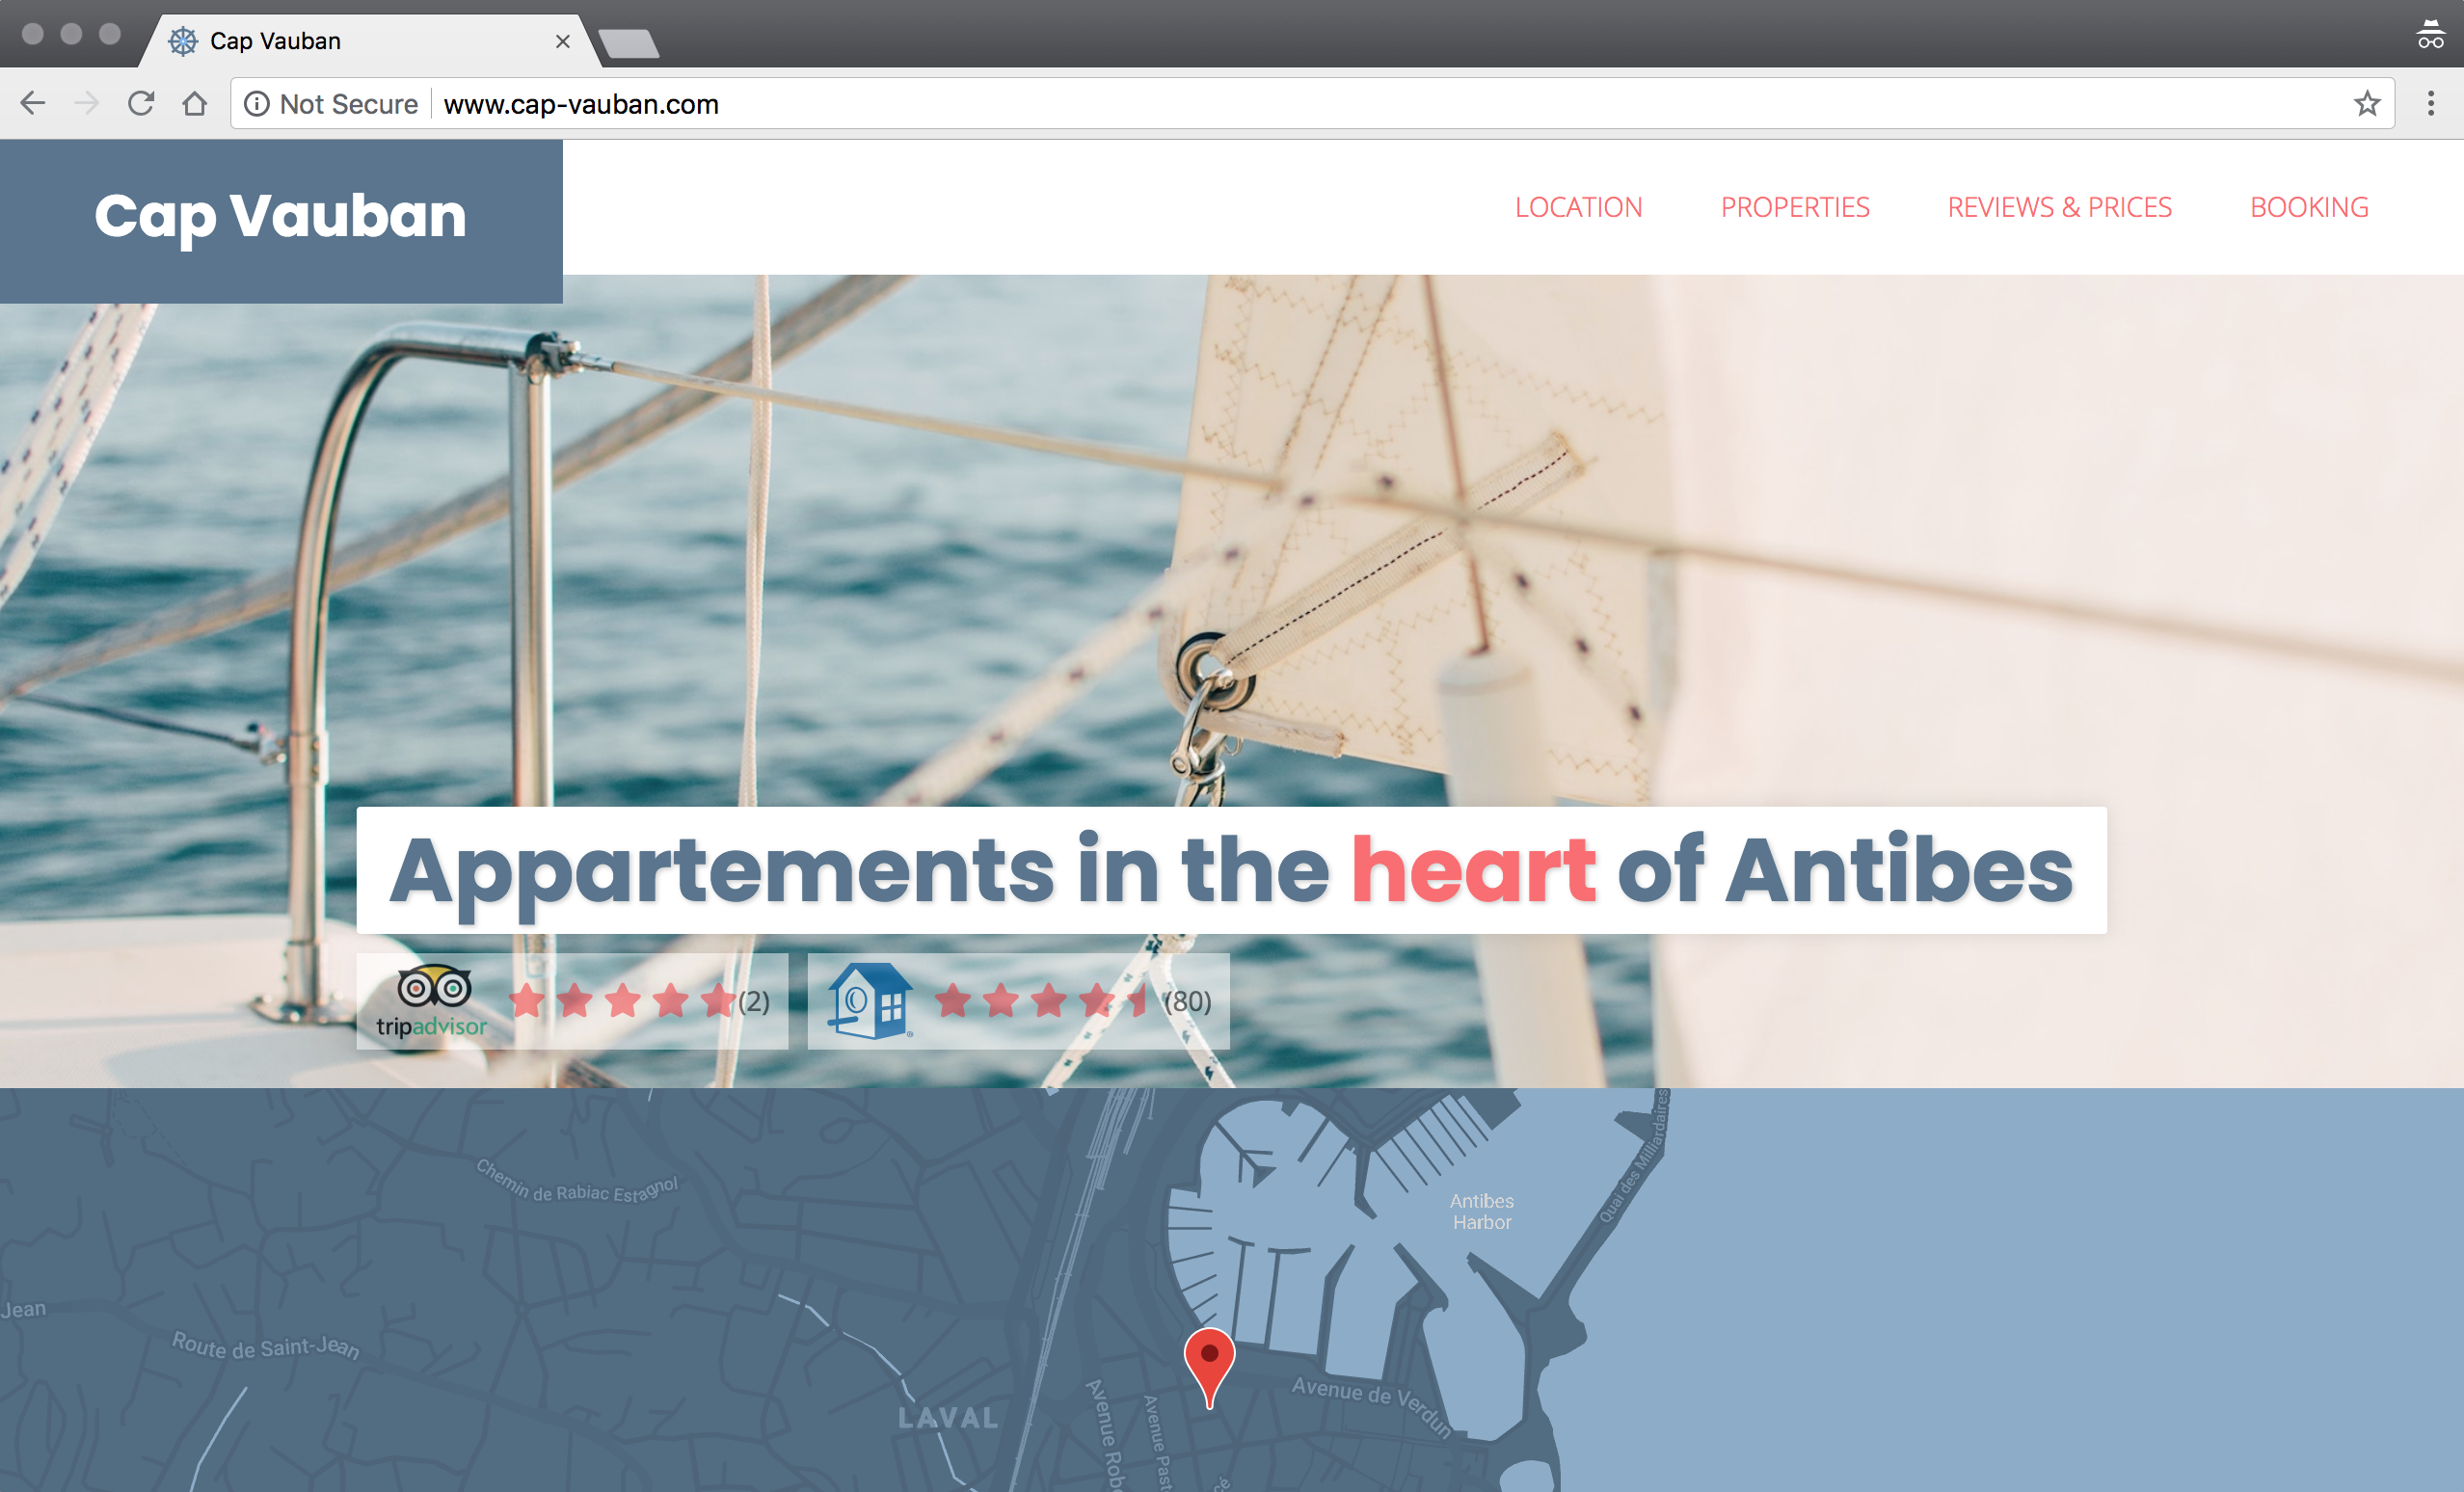 Cap Vauban
Not Secure
www.cap-vauban.com
Cap Vauban
LOCATION
PROPERTIES
REVIEWS & PRICES
BOOKING
Appartements in the heart of Antibes
tripadvisor
(2)
(80)
Chemin de Rabiac Estagnol
Antibes
Harbor
Quai des Milliardaires
Jean
Route de Saint-Jean
LAVAL
Avenue Rob
Avenue Past
Avenue de Verdun
cé